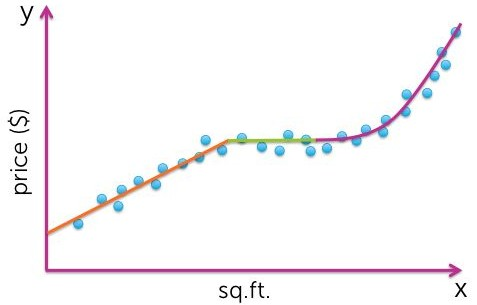 y
price ($)
sq.ft.
x